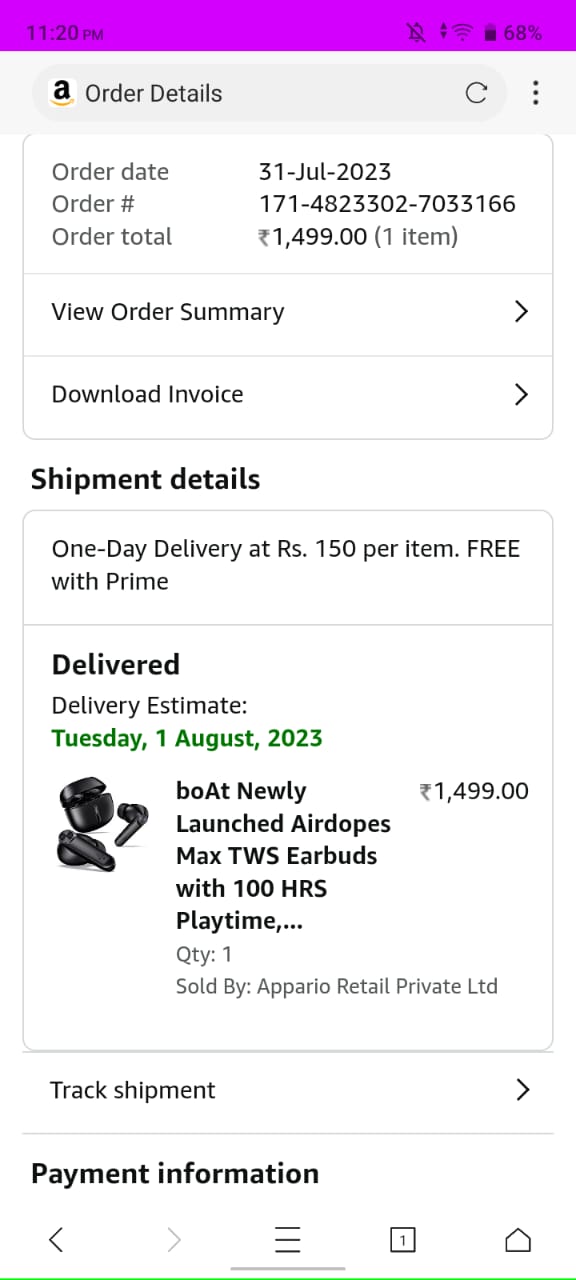 11:20 PM
68%
a Order Details
Order date 31-Jul-2023
Order # 171-4823302-7033166
Order total ₹1,499.00 (1 item)
View Order Summary
Download Invoice
Shipment details
One-Day Delivery at Rs. 150 per item. FREE
with Prime
Delivered
Delivery Estimate:
Tuesday, 1 August, 2023
boAt Newly ₹1,499.00
Launched Airdopes
Max TWS Earbuds
with 100 HRS
Playtime,...
Qty: 1
Sold By: Appario Retail Private Ltd
Track shipment
Payment information
1